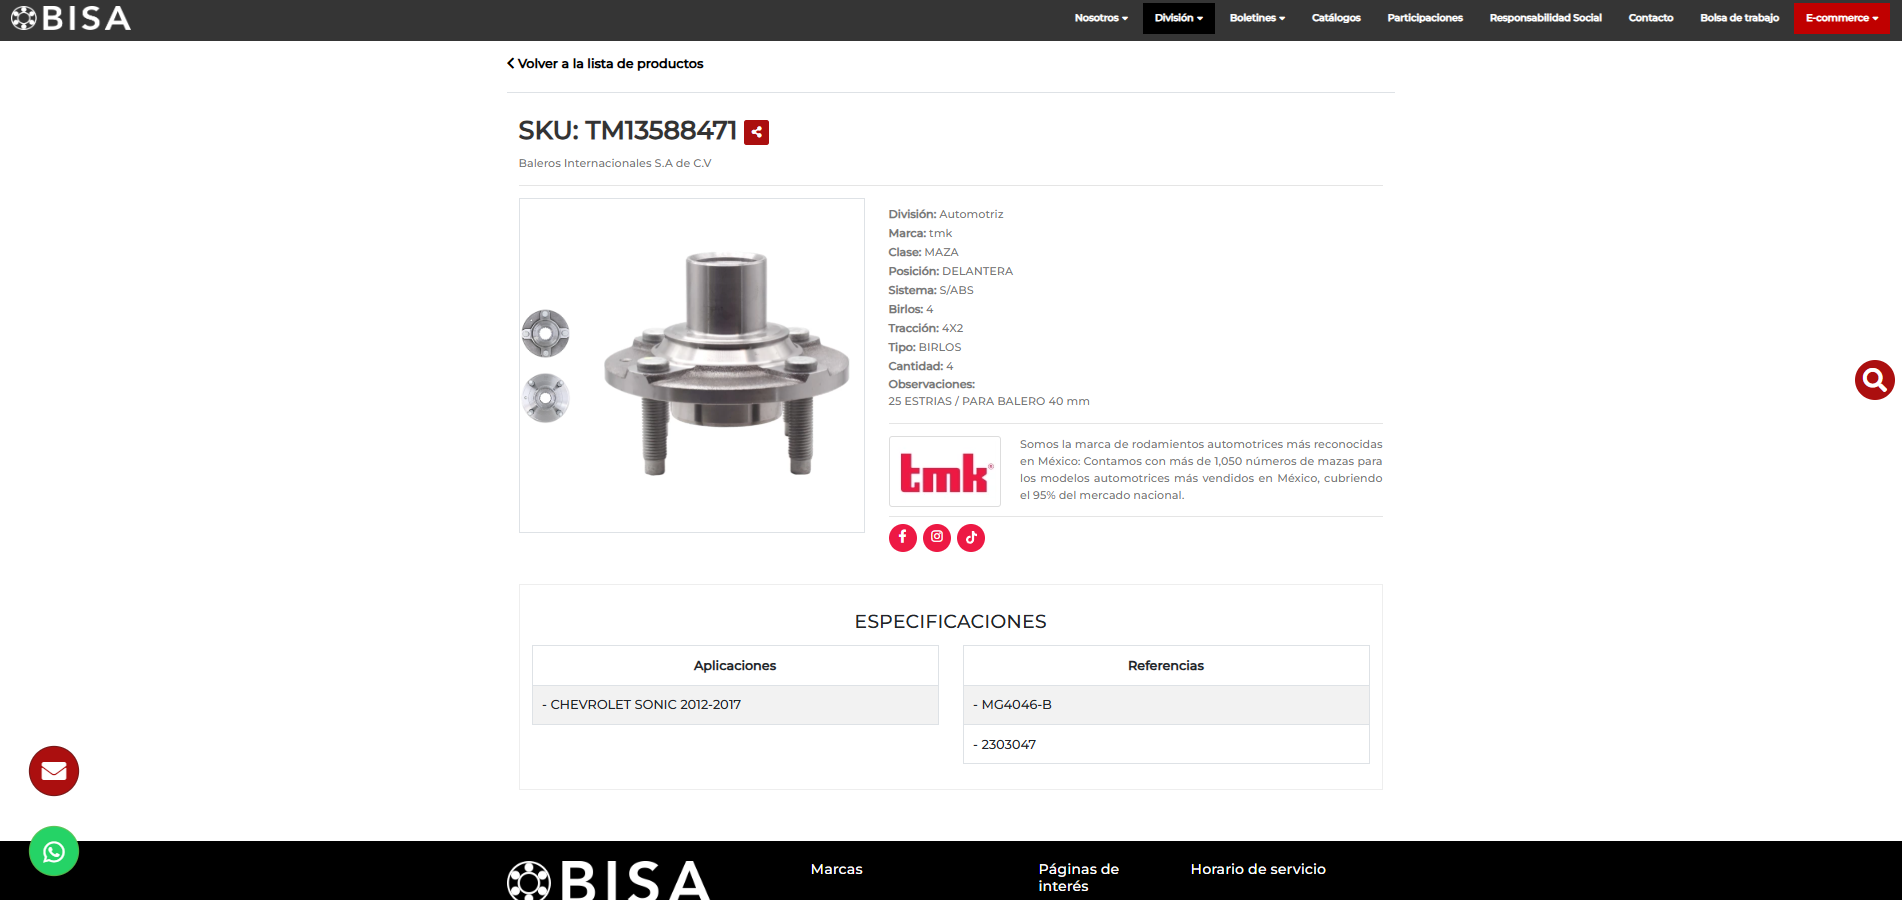 BISA
Nosotros
División
Boletines
Catálogos
Participaciones
Responsabilidad Social
Contacto
Bolsa de trabajo
E-commerce
Volver a la lista de productos
SKU: TM13588471
Baleros Internacionales S.A de C.V
División: Automotriz
Marca: tmk
Clase: MAZA
Posición: DELANTERA
Sistema: S/ABS
Birlos: 4
Tracción: 4X2
Tipo: BIRLOS
Cantidad: 4
Observaciones:
25 ESTRIAS / PARA BALERO 40 mm
tmk®
Somos la marca de rodamientos automotrices más reconocidas
en México: Contamos con más de 1,050 números de mazas para
los modelos automotrices más vendidos en México, cubriendo
el 95% del mercado nacional.
ESPECIFICACIONES
Aplicaciones
- CHEVROLET SONIC 2012-2017
Referencias
- MG4046-B
- 2303047
BISA
Marcas
Páginas de
interés
Horario de servicio